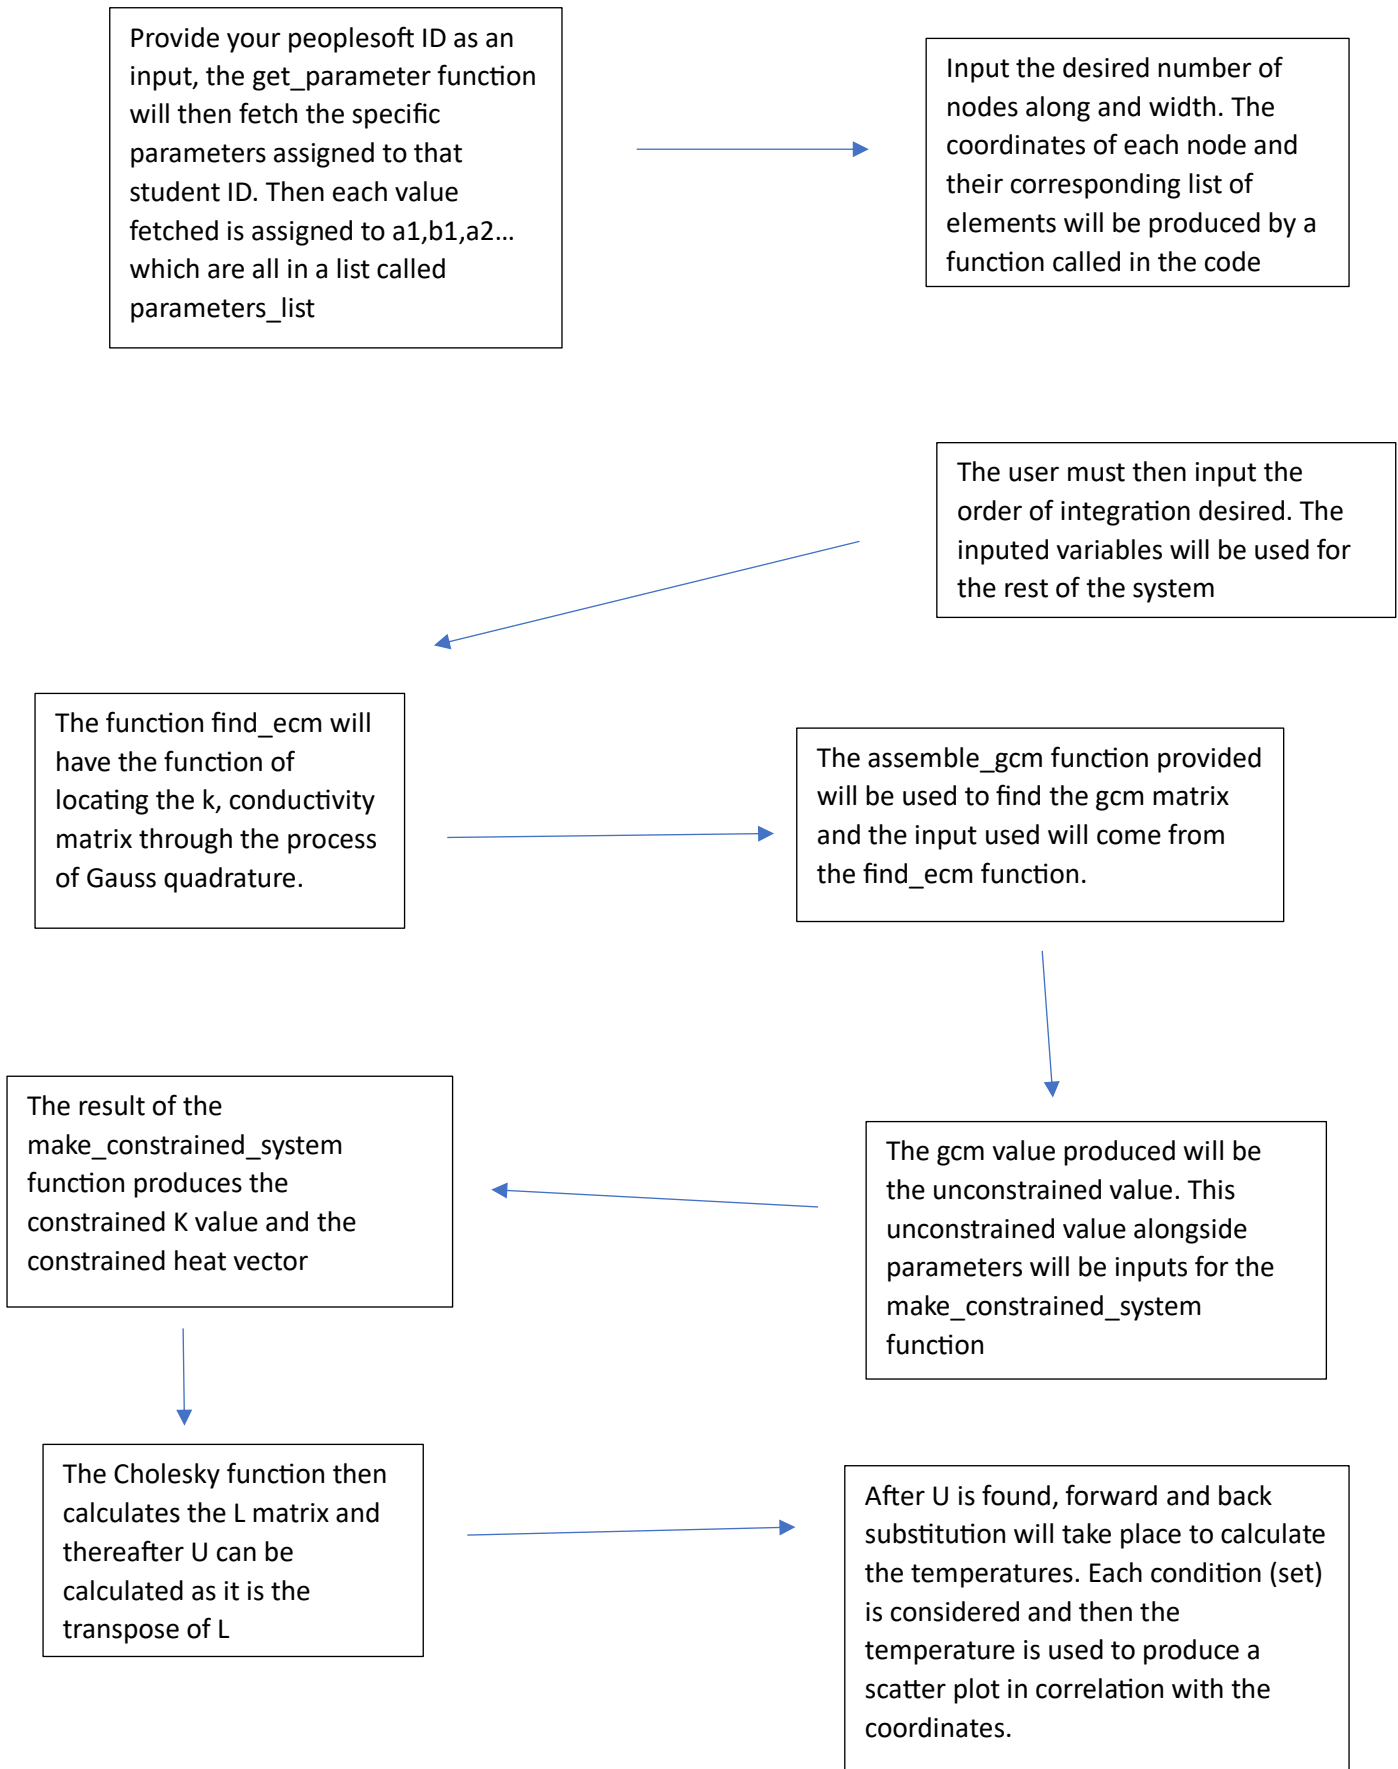 Provide your peoplesoft ID as an
input, the get_parameter function
will then fetch the specific
parameters assigned to that
student ID. Then each value
fetched is assigned to a1,b1,a2...
which are all in a list called
parameters_list
Input the desired number of
nodes along and width. The
coordinates of each node and
their corresponding list of
elements will be produced by a
function called in the code
The user must then input the
order of integration desired. The
inputed variables will be used for
the rest of the system
The function find_ecm will
have the function of
locating the k, conductivity
matrix through the process
of Gauss quadrature.
The assemble_gcm function provided
will be used to find the gcm matrix
and the input used will come from
the find_ecm function.
The gcm value produced will be
the unconstrained value. This
unconstrained value alongside
parameters will be inputs for the
make_constrained_system
function
The result of the
make_constrained_system
function produces the
constrained K value and the
constrained heat vector
The Cholesky function then
calculates the L matrix and
thereafter U can be
calculated as it is the
transpose of L
After U is found, forward and back
substitution will take place to calculate
the temperatures. Each condition (set)
is considered and then the
temperature is used to produce a
scatter plot in correlation with the
coordinates.